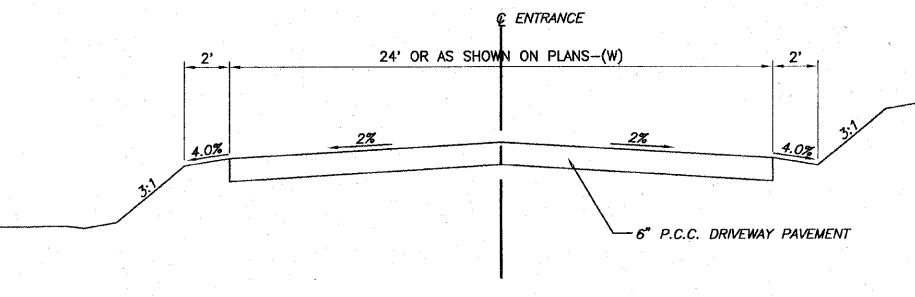 ℄ ENTRANCE
2'
24' OR AS SHOWN ON PLANS-(W)
2'
4.0%
2%
2%
4.0%
3:1
3:1
6" P.C.C. DRIVEWAY PAVEMENT